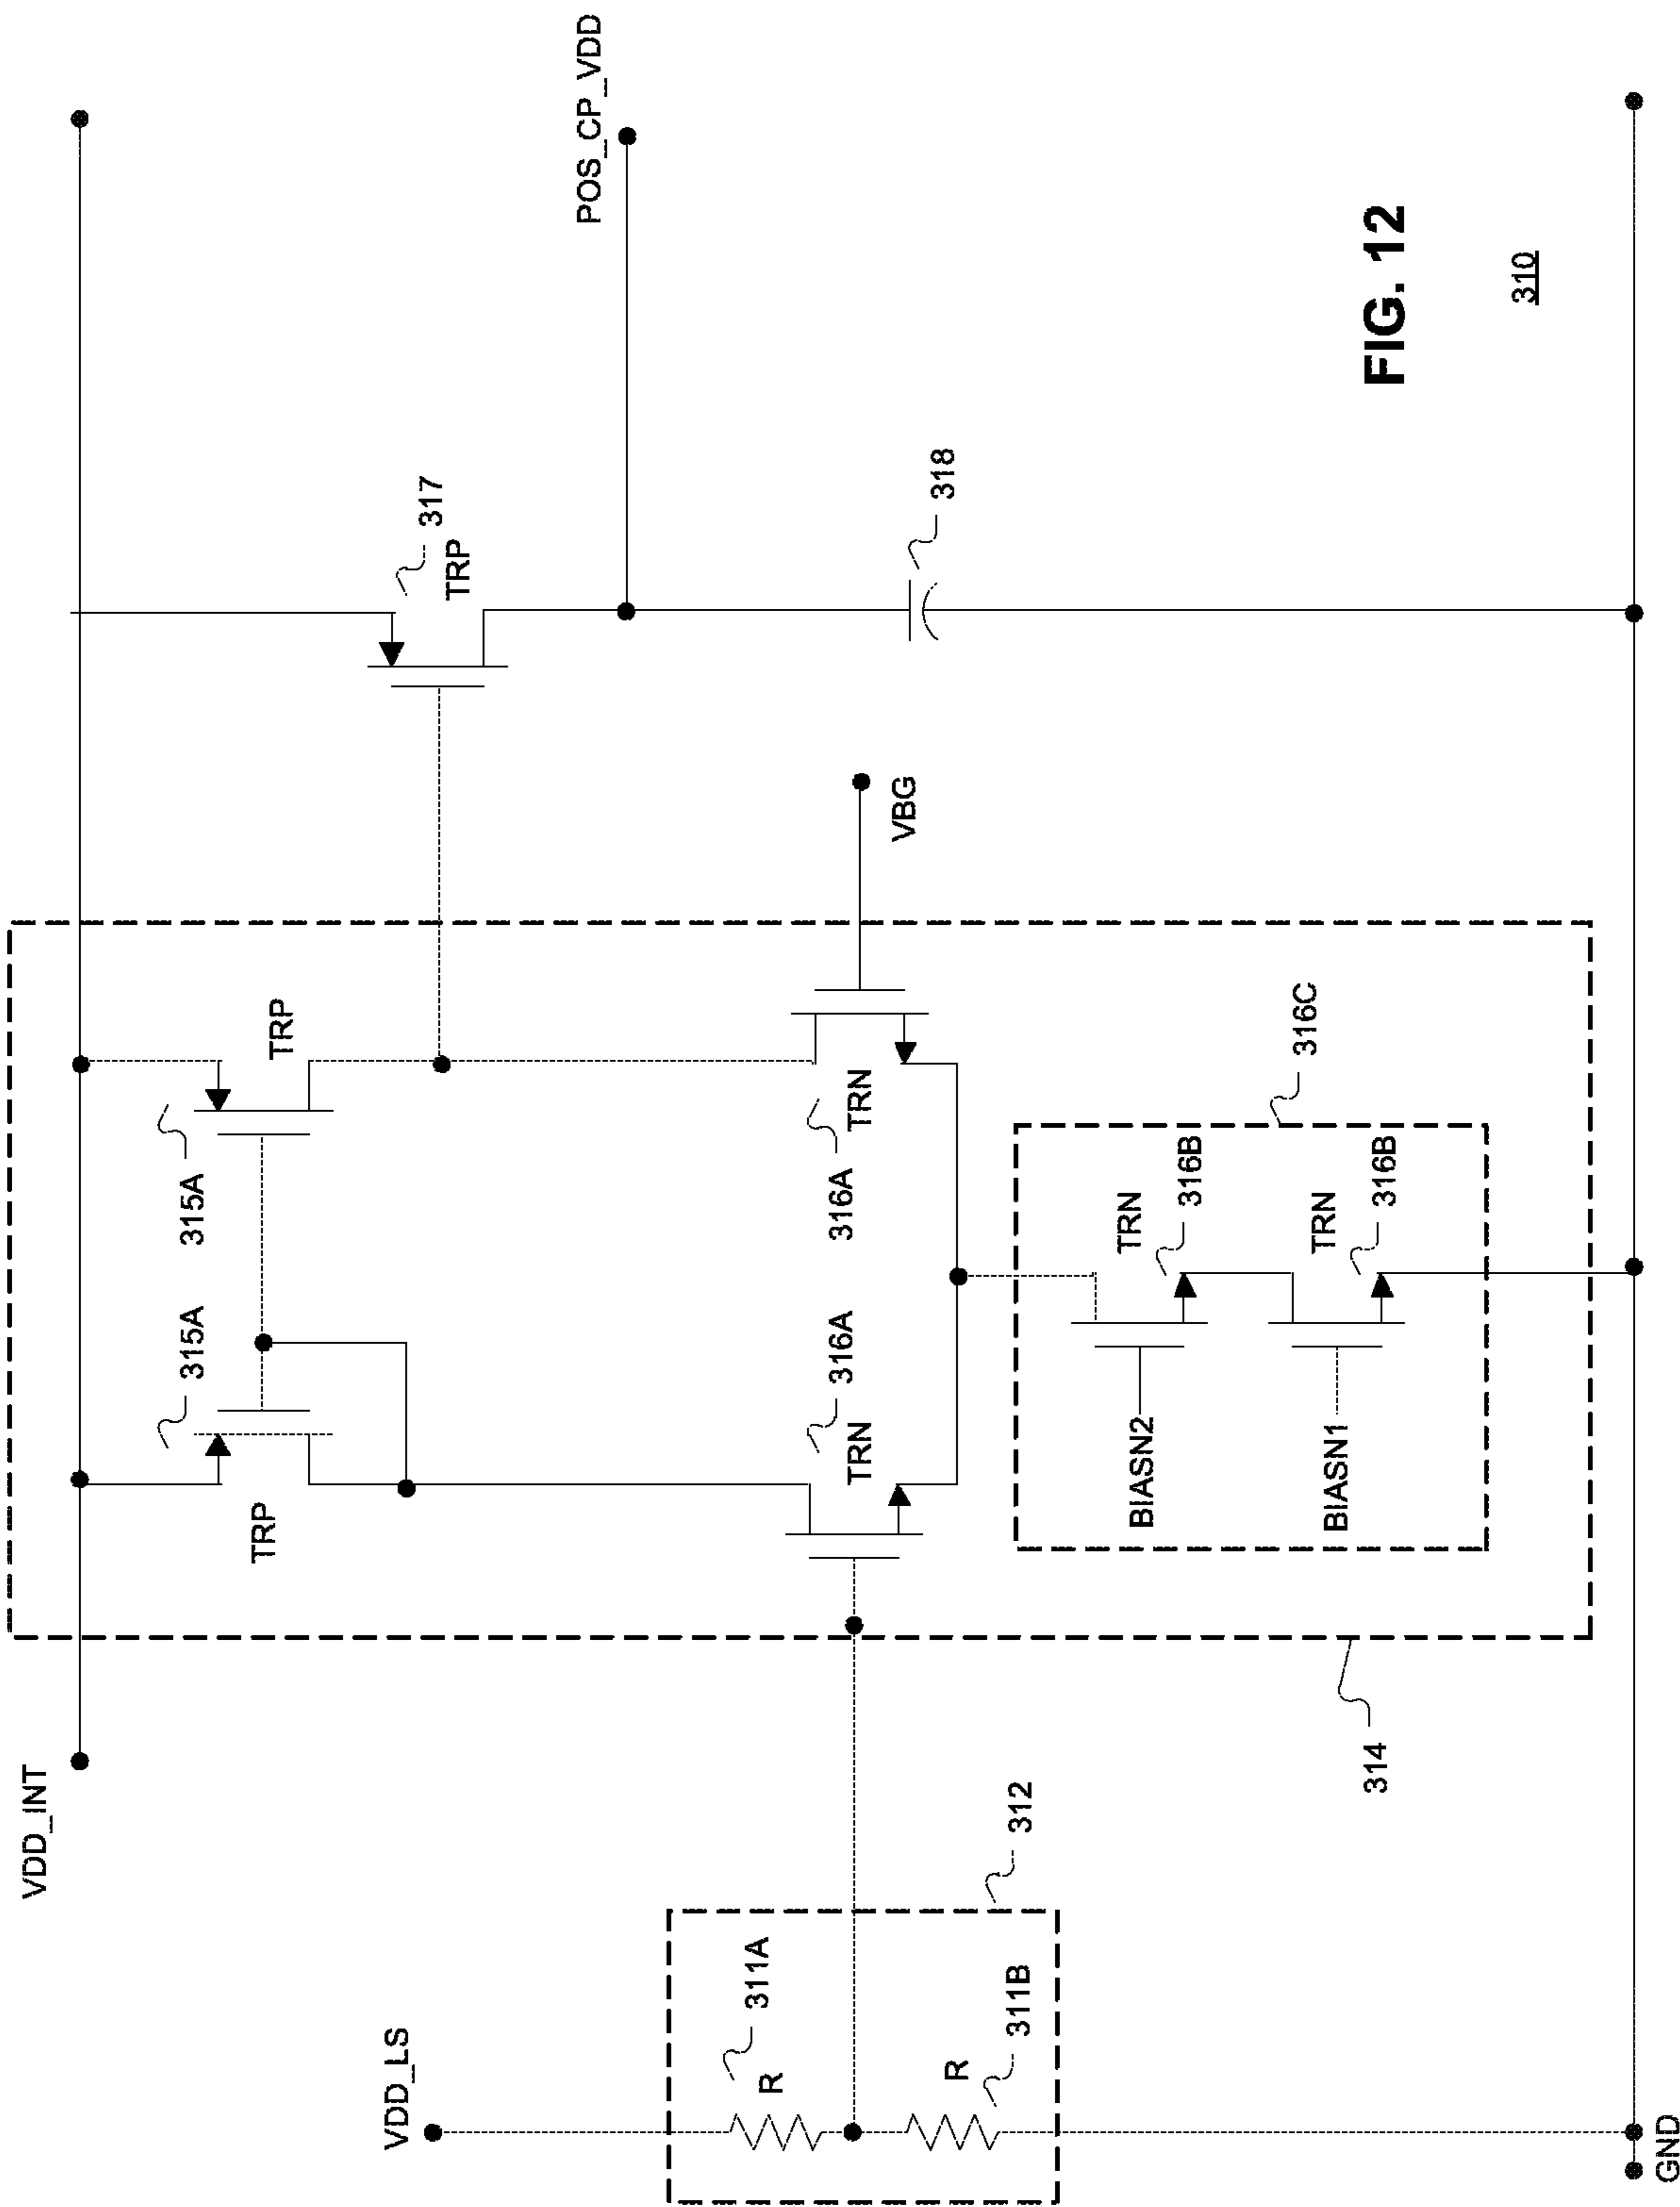 VDD_INT
VDD_LS
POS_CP_VDD
315A
315A
TRP
TRP
317
TRP
311A
R
R
311B
312
TRN
316A
TRN
316A
VBG
318
BIASN2
TRN
316B
BIASN1
TRN
316B
316C
314
GND
FIG. 12
310